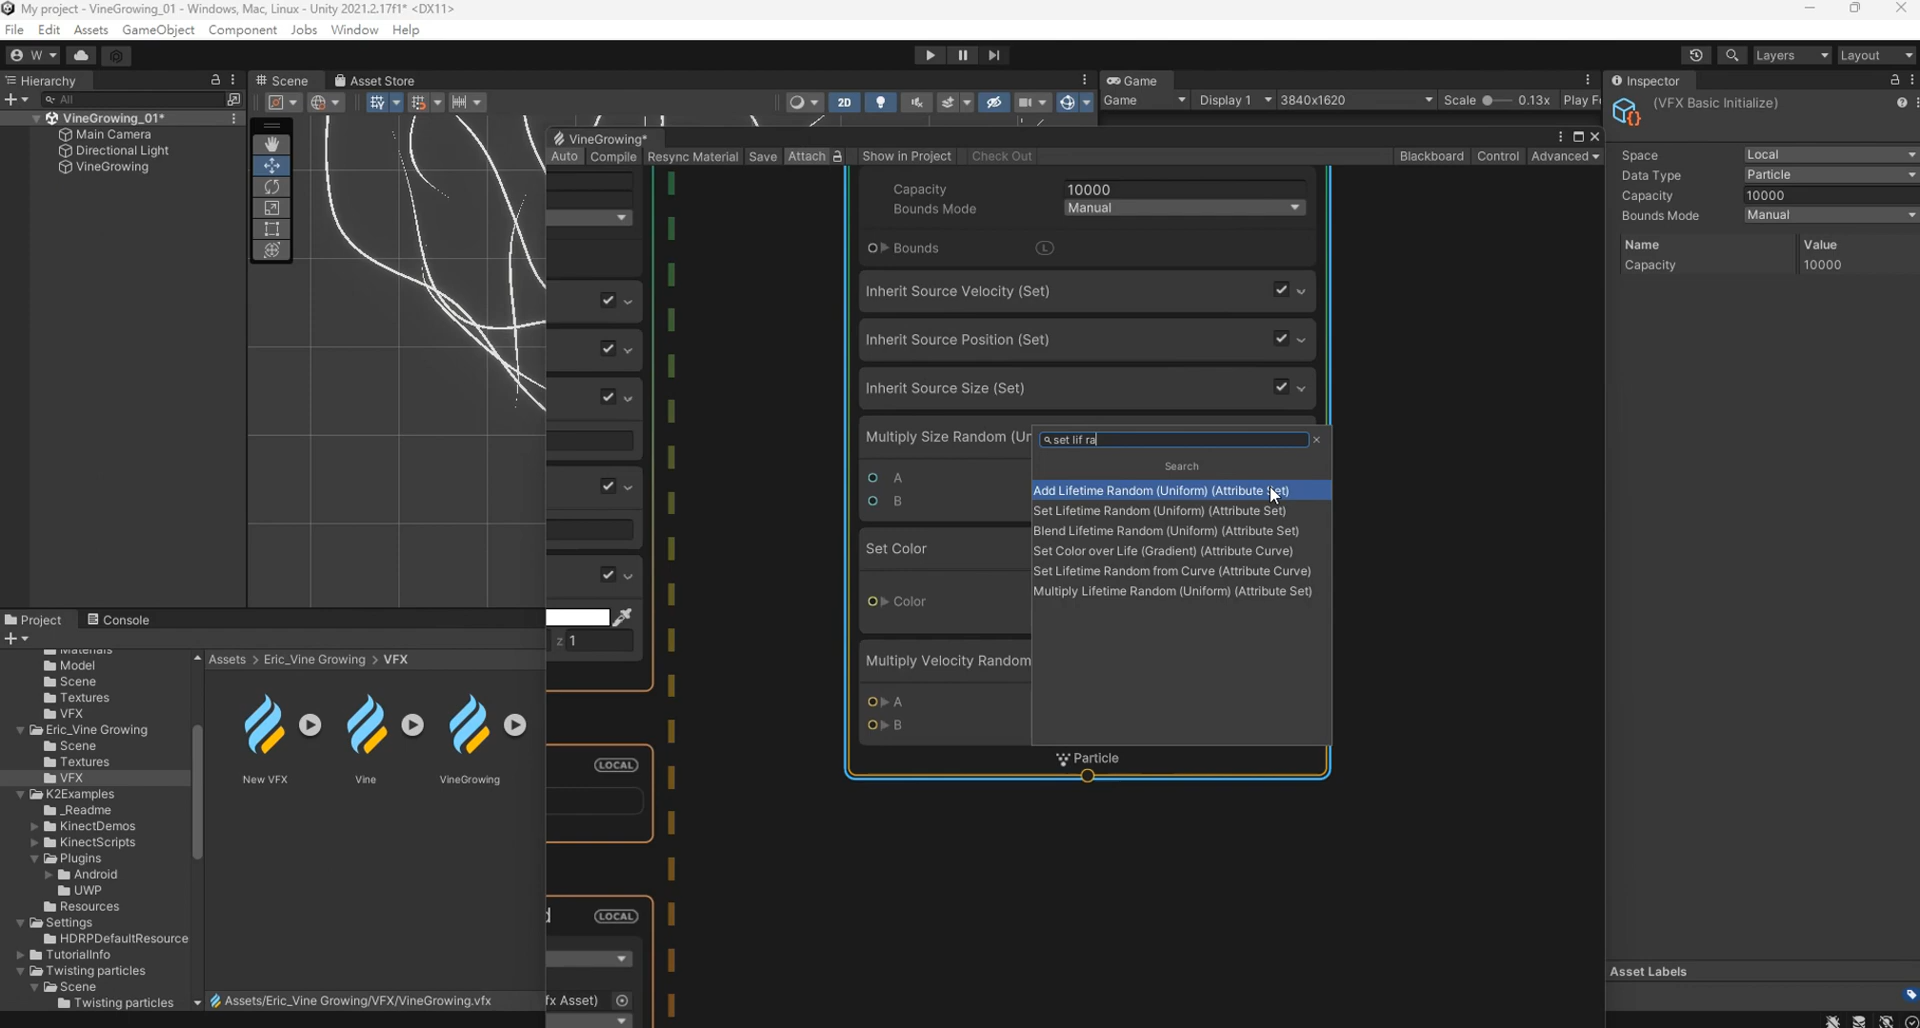 My project - VineGrowing_01 - Windows, Mac, Linux - Unity 2021.2.17f1* <DX11>
File Edit Assets GameObject Component Jobs Window Help
W Layers Layout
Hierarchy
All
VineGrowing_01*
Main Camera
Directional Light
VineGrowing
Scene Asset Store
2D
Game
Game Display 1 3840x1620 Scale 0.13x Play F
VineGrowing*
Auto Compile Resync Material Save Attach Show in Project Check Out Blackboard Control Advanced
Capacity 10000
Bounds Mode Manual
Bounds L
Inherit Source Velocity (Set)
Inherit Source Position (Set)
Inherit Source Size (Set)
Multiply Size Random (Ur
A
B
Set Color
Color
Multiply Velocity Random
A
B
Particle
set lif ra
Search
Add Lifetime Random (Uniform) (Attribute Set)
Set Lifetime Random (Uniform) (Attribute Set)
Blend Lifetime Random (Uniform) (Attribute Set)
Set Color over Life (Gradient) (Attribute Curve)
Set Lifetime Random from Curve (Attribute Curve)
Multiply Lifetime Random (Uniform) (Attribute Set)
z 1
LOCAL
d LOCAL
fx Asset)
Inspector
(VFX Basic Initialize)
Space Local
Data Type Particle
Capacity 10000
Bounds Mode Manual
Name Value
Capacity 10000
Asset Labels
Project Console
Materials
Model
Scene
Textures
VFX
Eric_Vine Growing
Scene
Textures
VFX
K2Examples
_Readme
KinectDemos
KinectScripts
Plugins
Android
UWP
Resources
Settings
HDRPDefaultResource
TutorialInfo
Twisting particles
Scene
Twisting particles
Assets > Eric_Vine Growing > VFX
New VFX Vine VineGrowing
Assets/Eric_Vine Growing/VFX/VineGrowing.vfx